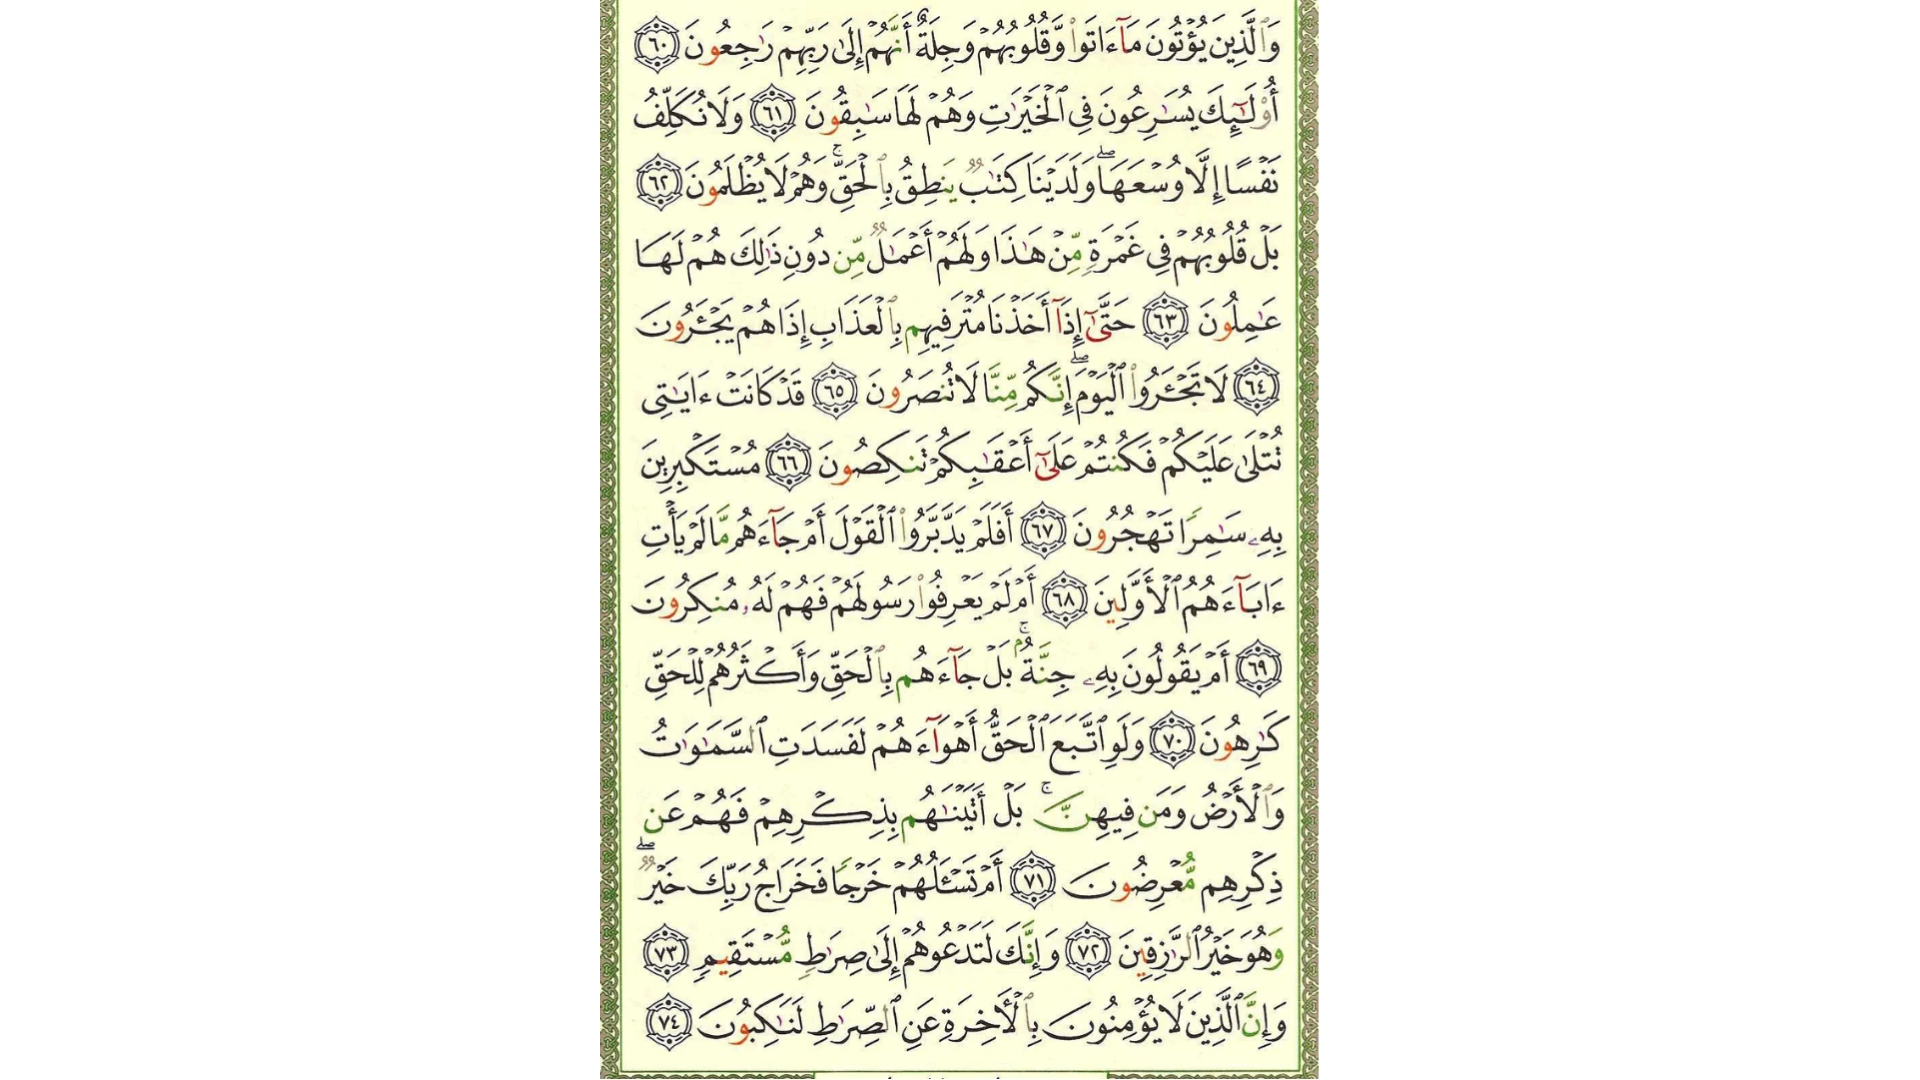 وَٱلَّذِينَ يُؤْتُونَ مَآ ءَاتَوا۟ وَّقُلُوبُهُمْ وَجِلَةٌ أَنَّهُمْ إِلَىٰ رَبِّهِمْ رَٰجِعُونَ ٦٠
أُو۟لَـٰٓئِكَ يُسَـٰرِعُونَ فِى ٱلْخَيْرَٰتِ وَهُمْ لَهَا سَـٰبِقُونَ ٦١ وَلَا نُكَلِّفُ
نَفْسًا إِلَّا وُسْعَهَا ۖ وَلَدَيْنَا كِتَـٰبٌ يَنطِقُ بِٱلْحَقِّ ۚ وَهُمْ لَا يُظْلَمُونَ ٦٢
بَلْ قُلُوبُهُمْ فِى غَمْرَةٍ مِّنْ هَـٰذَا وَلَهُمْ أَعْمَـٰلٌ مِّن دُونِ ذَٰلِكَ هُمْ لَهَا
عَـٰمِلُونَ ٦٣ حَتَّىٰٓ إِذَآ أَخَذْنَا مُتْرَفِيهِم بِٱلْعَذَابِ إِذَا هُمْ يَجْـَٔرُونَ
٦٤ لَا تَجْـَٔرُوا۟ ٱلْيَوْمَ ۖ إِنَّكُم مِّنَّا لَا تُنصَرُونَ ٦٥ قَدْ كَانَتْ ءَايَـٰتِى
تُتْلَىٰ عَلَيْكُمْ فَكُنتُمْ عَلَىٰٓ أَعْقَـٰبِكُمْ تَنكِصُونَ ٦٦ مُسْتَكْبِرِينَ
بِهِۦ سَـٰمِرًا تَهْجُرُونَ ٦٧ أَفَلَمْ يَدَّبَّرُوا۟ ٱلْقَوْلَ أَمْ جَآءَهُم مَّا لَمْ يَأْتِ
ءَابَآءَهُمُ ٱلْأَوَّلِينَ ٦٨ أَمْ لَمْ يَعْرِفُوا۟ رَسُولَهُمْ فَهُمْ لَهُۥ مُنكِرُونَ
٦٩ أَمْ يَقُولُونَ بِهِۦ جِنَّةٌۢ ۚ بَلْ جَآءَهُم بِٱلْحَقِّ وَأَكْثَرُهُمْ لِلْحَقِّ
كَـٰرِهُونَ ٧٠ وَلَوِ ٱتَّبَعَ ٱلْحَقُّ أَهْوَآءَهُمْ لَفَسَدَتِ ٱلسَّمَـٰوَٰتُ
وَٱلْأَرْضُ وَمَن فِيهِنَّ ۚ بَلْ أَتَيْنَـٰهُم بِذِكْرِهِمْ فَهُمْ عَن
ذِكْرِهِم مُّعْرِضُونَ ٧١ أَمْ تَسْـَٔلُهُمْ خَرْجًا فَخَرَاجُ رَبِّكَ خَيْرٌ ۖ
وَهُوَ خَيْرُ ٱلرَّٰزِقِينَ ٧٢ وَإِنَّكَ لَتَدْعُوهُمْ إِلَىٰ صِرَٰطٍ مُّسْتَقِيمٍ ٧٣
وَإِنَّ ٱلَّذِينَ لَا يُؤْمِنُونَ بِٱلْأَخِرَةِ عَنِ ٱلصِّرَٰطِ لَنَـٰكِبُونَ ٧٤